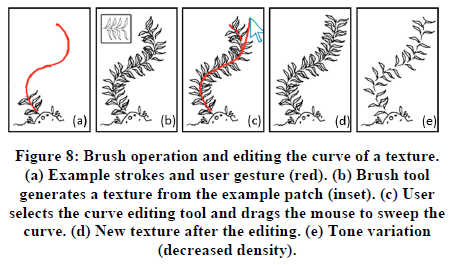 (a) (b) (c) (d) (e)
Figure 8: Brush operation and editing the curve of a texture.
(a) Example strokes and user gesture (red). (b) Brush tool
generates a texture from the example patch (inset). (c) User
selects the curve editing tool and drags the mouse to sweep the
curve. (d) New texture after the editing. (e) Tone variation
(decreased density).